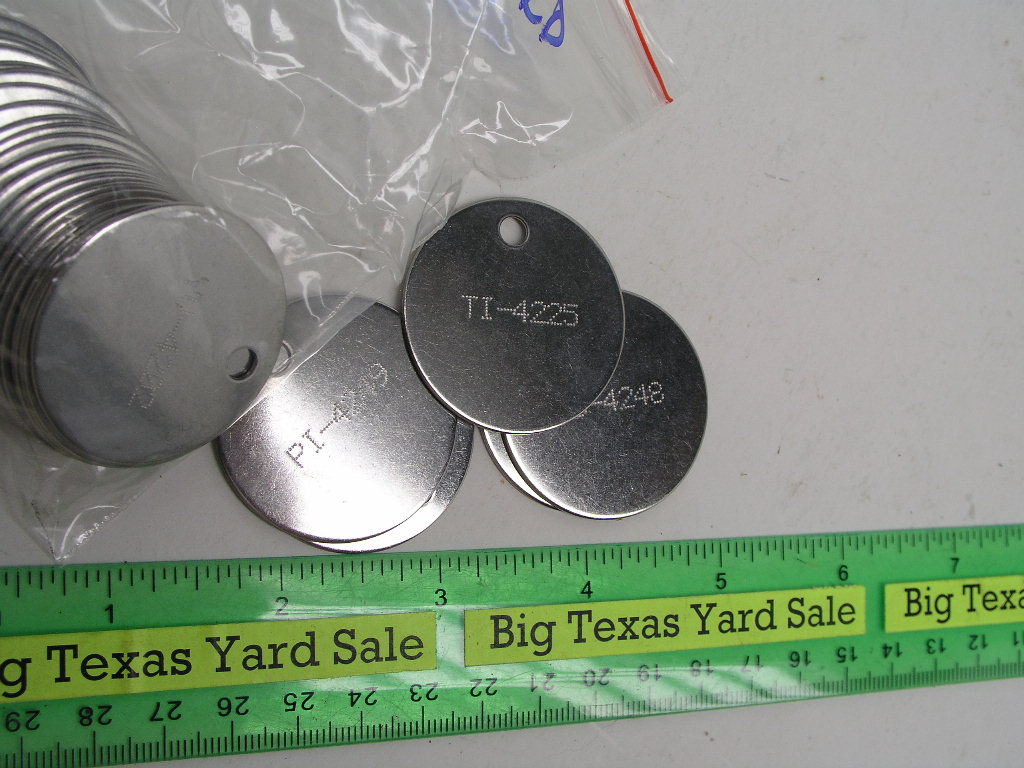 TI-4225
-4248
1 2 3 4 5 6 7
g Texas Yard Sale
Big Texas Yard Sale
Big Texa
29 28 27 26 25 24 23 22 21 20 19 18 17 16 15 14 13 12 11